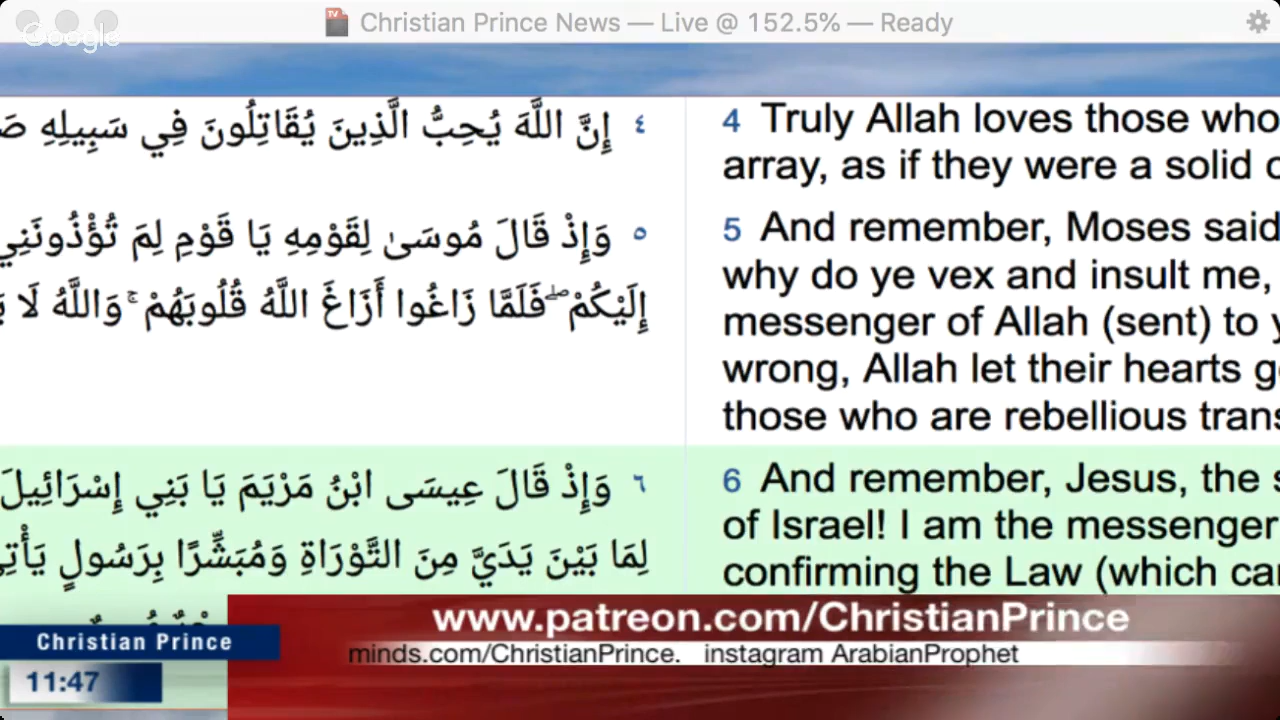 Google
Christian Prince News — Live @ 152.5% — Ready
٤ إِنَّ اللَّهَ يُحِبُّ الَّذِينَ يُقَاتِلُونَ فِي سَبِيلِهِ
٥ وَإِذْ قَالَ مُوسَىٰ لِقَوْمِهِ يَا قَوْمِ لِمَ تُؤْذُونَنِي
إِلَيْكُمْ ۖ فَلَمَّا زَاغُوا أَزَاغَ اللَّهُ قُلُوبَهُمْ ۚ وَاللَّهُ لَا
٦ وَإِذْ قَالَ عِيسَى ابْنُ مَرْيَمَ يَا بَنِي إِسْرَائِيلَ
لِمَا بَيْنَ يَدَيَّ مِنَ التَّوْرَاةِ وَمُبَشِّرًا بِرَسُولٍ
4 Truly Allah loves those who
array, as if they were a solid
5 And remember, Moses said
why do ye vex and insult me,
messenger of Allah (sent) to
wrong, Allah let their hearts
those who are rebellious
6 And remember, Jesus, the
of Israel! I am the messenger
confirming the Law (which
www.patreon.com/ChristianPrince
Christian Prince
minds.com/ChristianPrince. instagram ArabianProphet
11:47